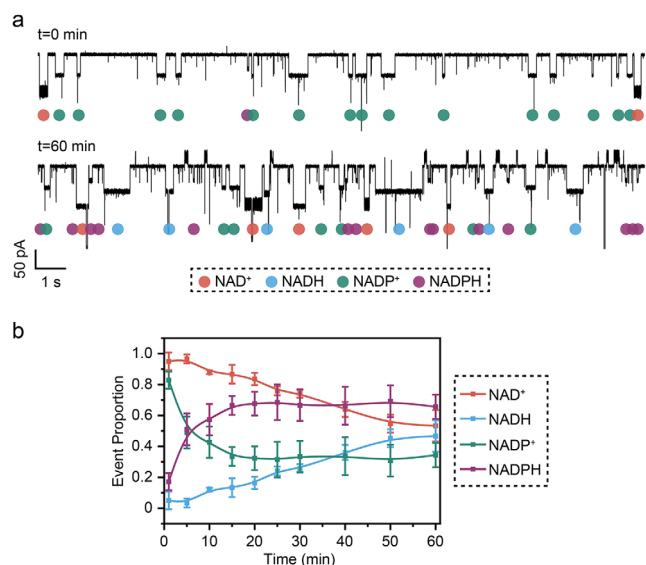 a
t=0 min
t=60 min
50 pA
1 s
NAD⁺ NADH NADP⁺ NADPH
b
Event Proportion
1.0
0.8
0.6
0.4
0.2
0
0 10 20 30 40 50 60
Time (min)
NAD⁺
NADH
NADP⁺
NADPH